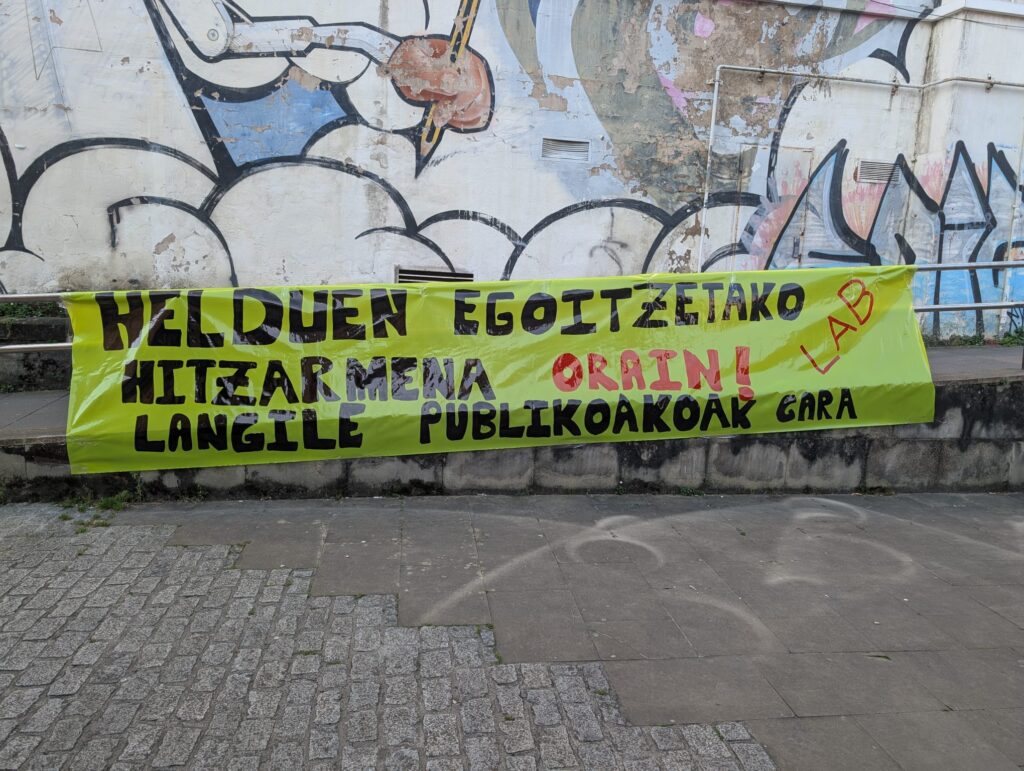 HELDUEN EGOITZETAKO
HITZARMENA ORAIN!
LANGILE PUBLIKOAKOAK GARA
LAB